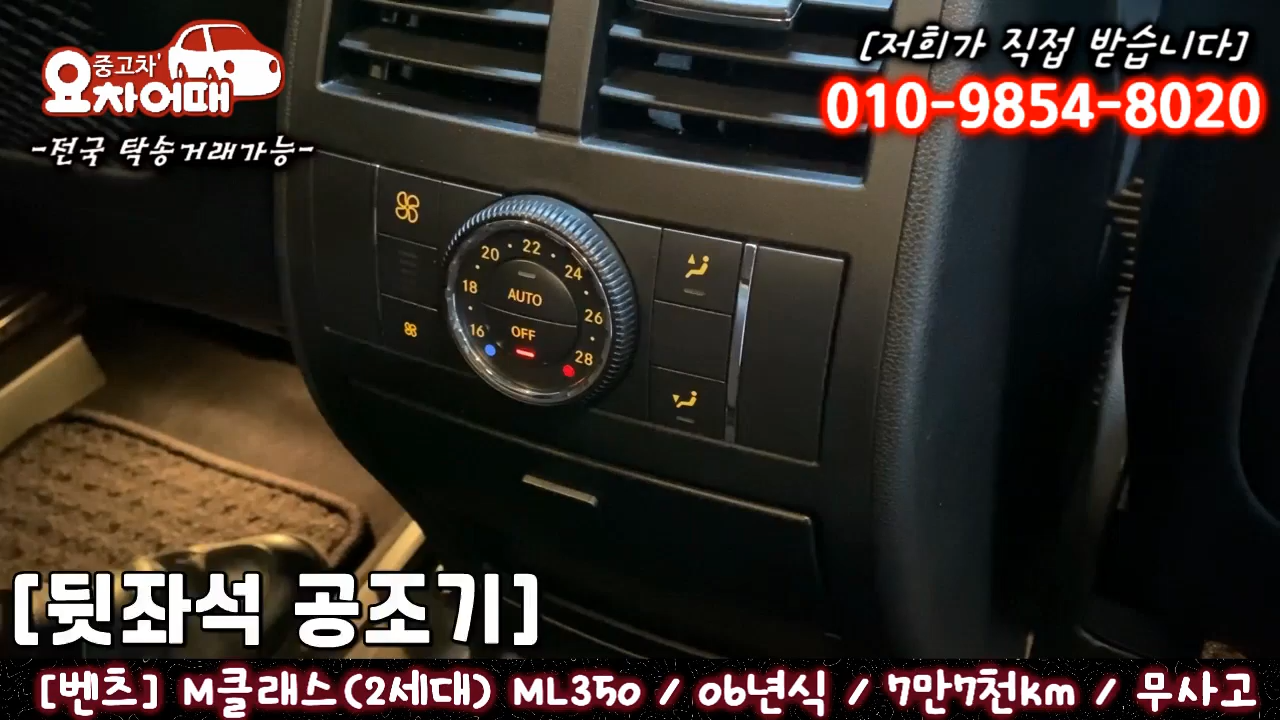 중고차'
요차어때
-전국 탁송거래가능-
[저희가 직접 받습니다]
010-9854-8020
16 18 20 22 24 26 28
AUTO
OFF
[뒷좌석 공조기]
[벤츠] M클래스(2세대) ML350 / 06년식 / 7만7천km / 무사고